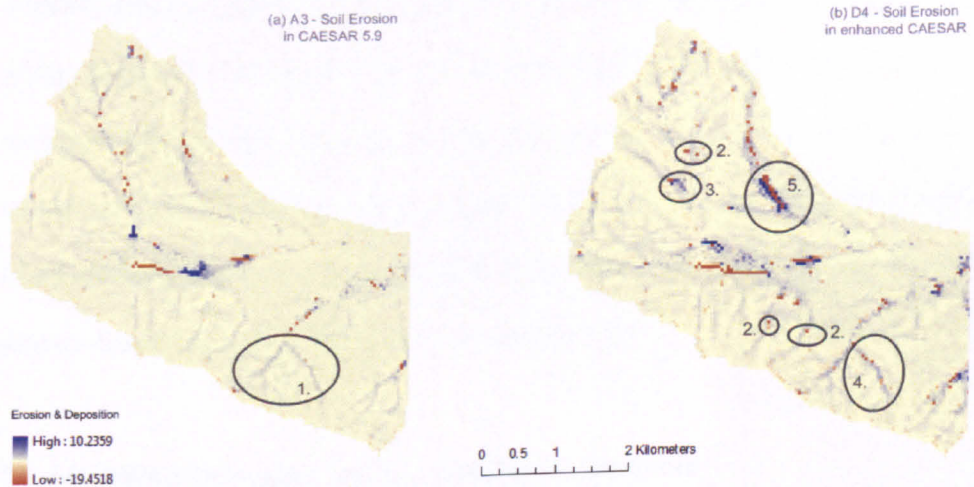 (a) A3 - Soil Erosion
in CAESAR 5.9
(b) D4 - Soil Erosion
in enhanced CAESAR
2.
3.
5.
2.
2.
1.
4.
Erosion & Deposition
High : 10.2359
Low : -19.4518
0 0.5 1 2 Kilometers